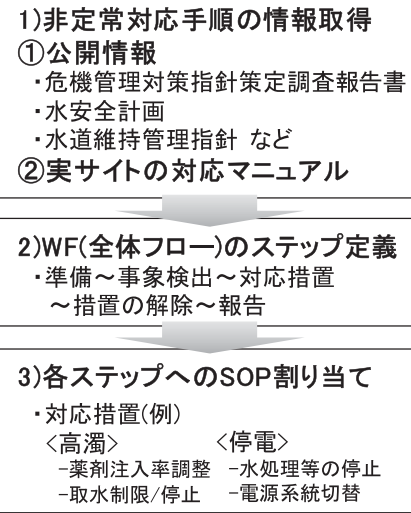 1)非定常対応手順の情報取得
①公開情報
・危機管理対策指針策定調査報告書
・水安全計画
・水道維持管理指針 など
②実サイトの対応マニュアル
2)WF(全体フロー)のステップ定義
・準備～事象検出～対応措置
～措置の解除～報告
3)各ステップへのSOP割り当て
・対応措置(例)
<高濁> <停電>
-薬剤注入率調整 -水処理等の停止
-取水制限/停止 -電源系統切替